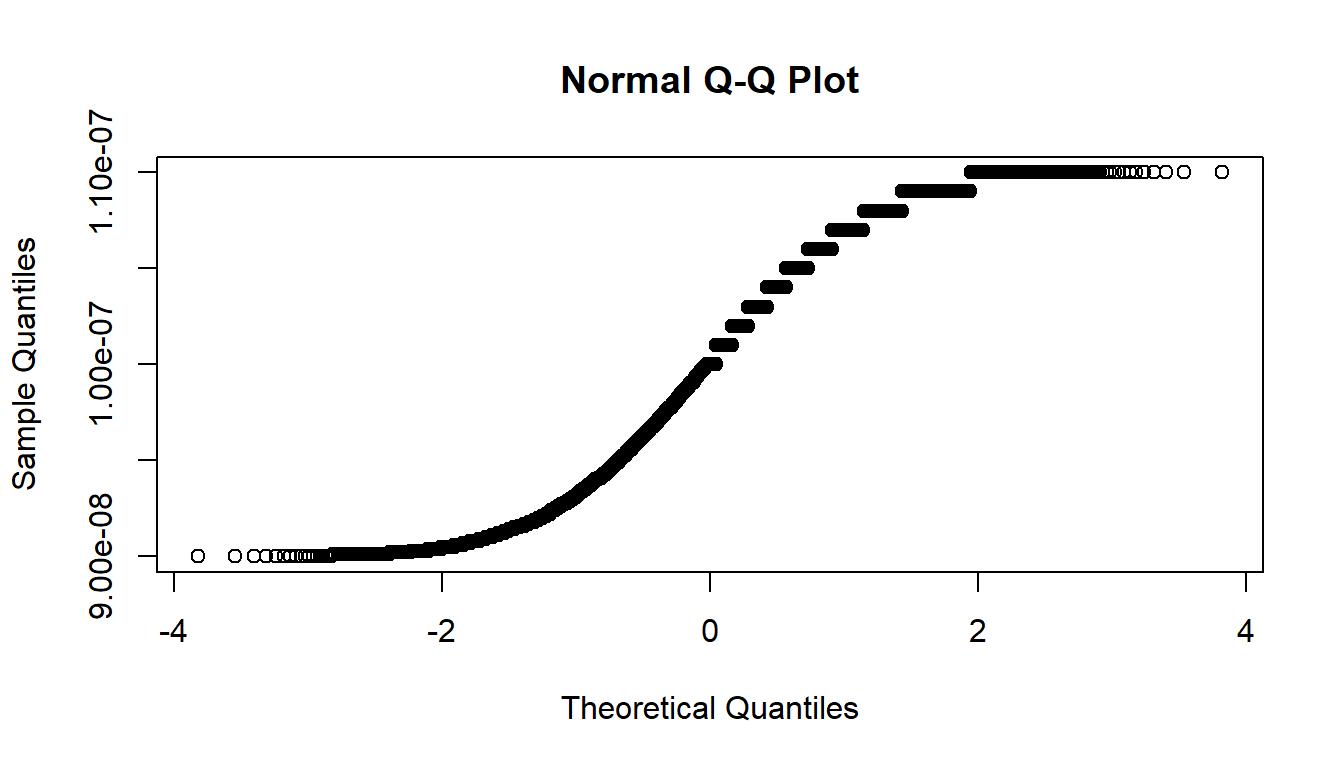 Normal Q-Q Plot
1.10e-07
1.00e-07
9.00e-08
Sample Quantiles
-4 -2 0 2 4
Theoretical Quantiles